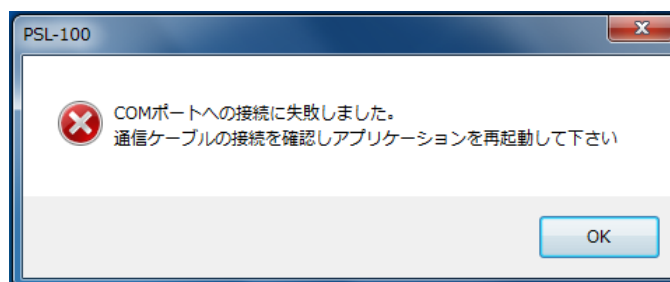 PSL-100
COMポートへの接続に失敗しました。
通信ケーブルの接続を確認しアプリケーションを再起動して下さい
OK